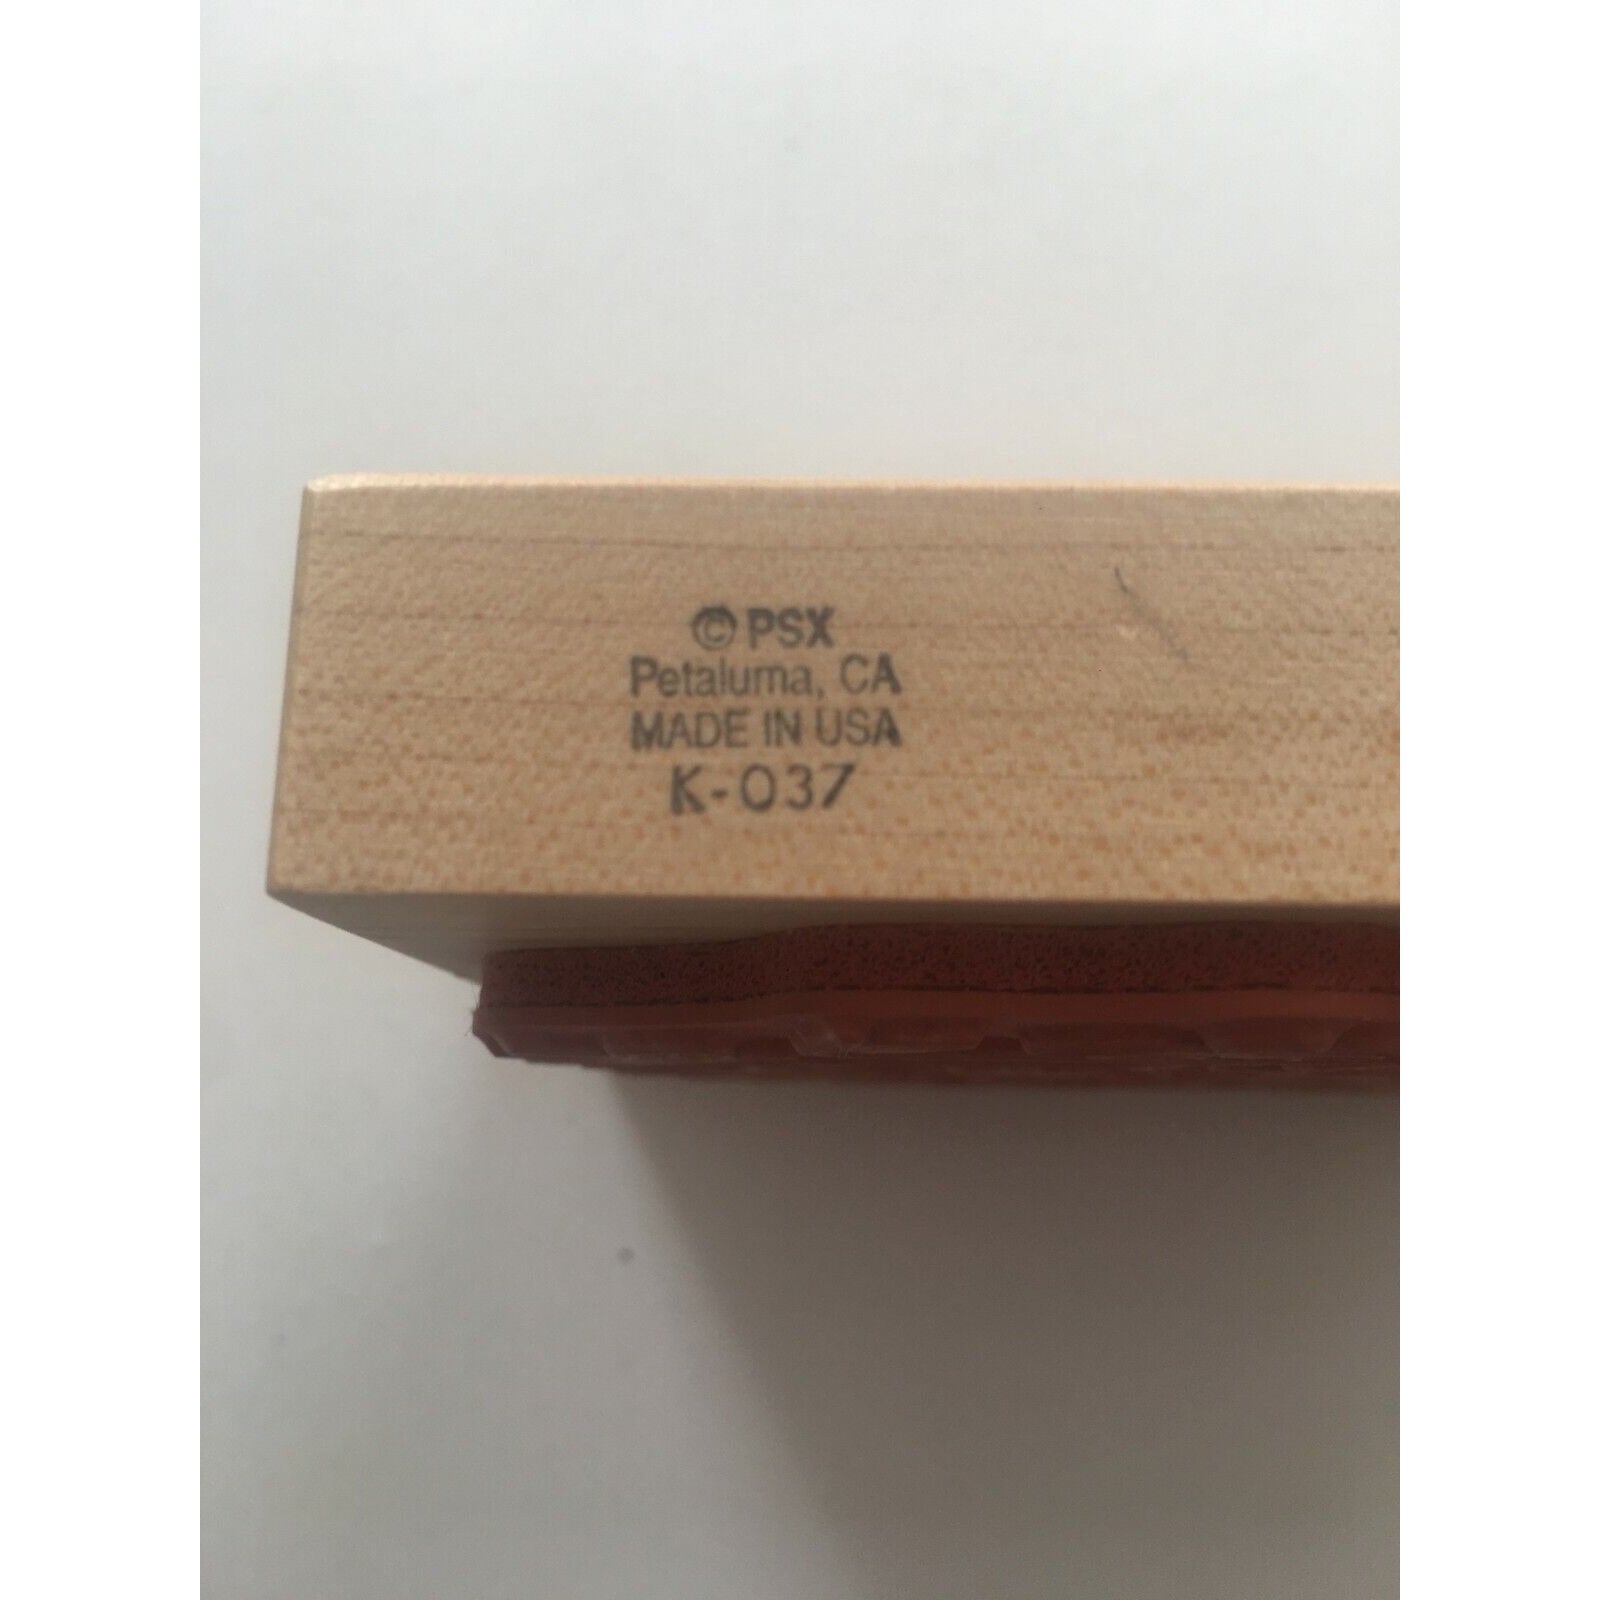 © PSX
Petaluma, CA
MADE IN USA
K-037